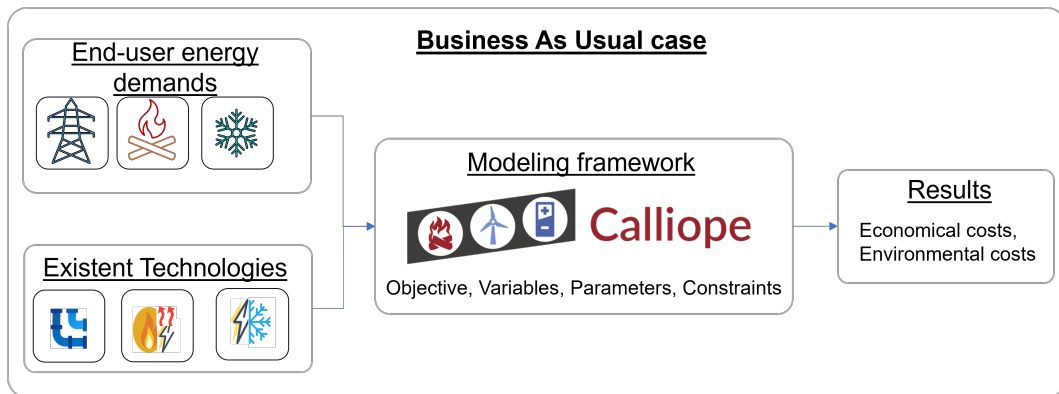 Business As Usual case
End-user energy
demands
Existent Technologies
Modeling framework
Calliope
Objective, Variables, Parameters, Constraints
Results
Economical costs,
Environmental costs